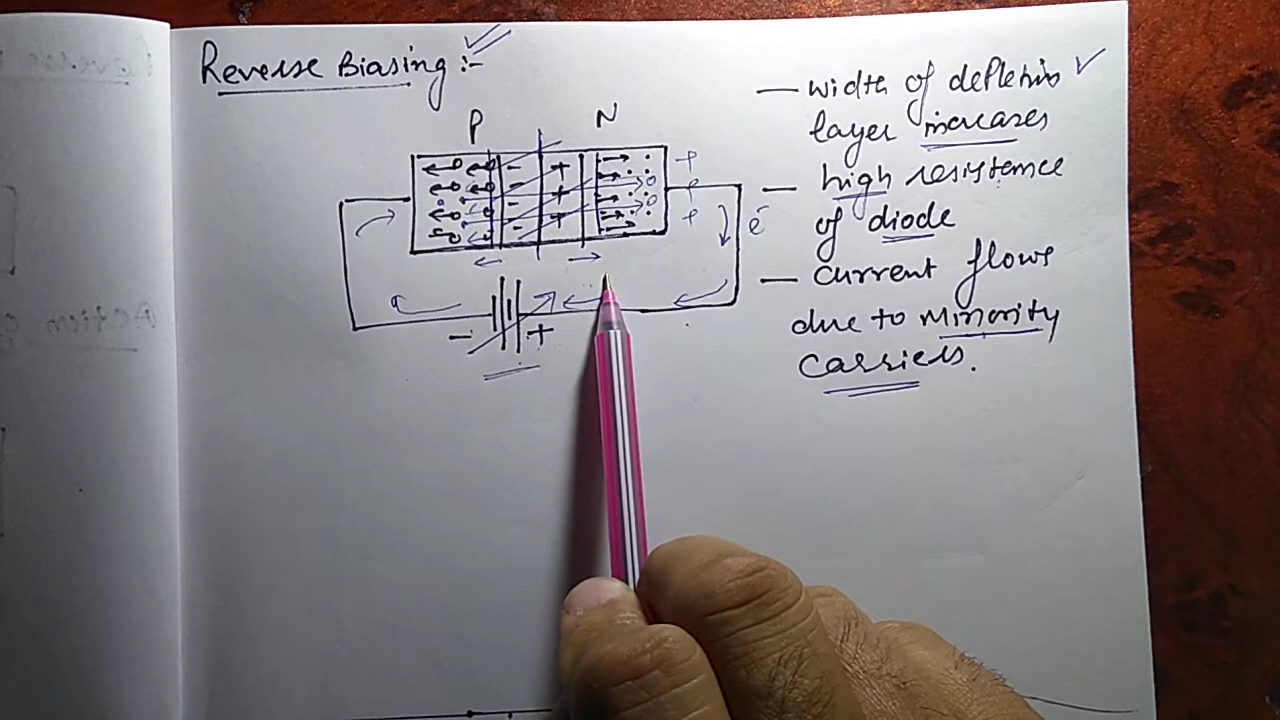 Reverse Biasing :-
P N
- +
e-
— width of depletion
layer increases
— high resistance
of diode
— current flows
due to Minority
carriers.